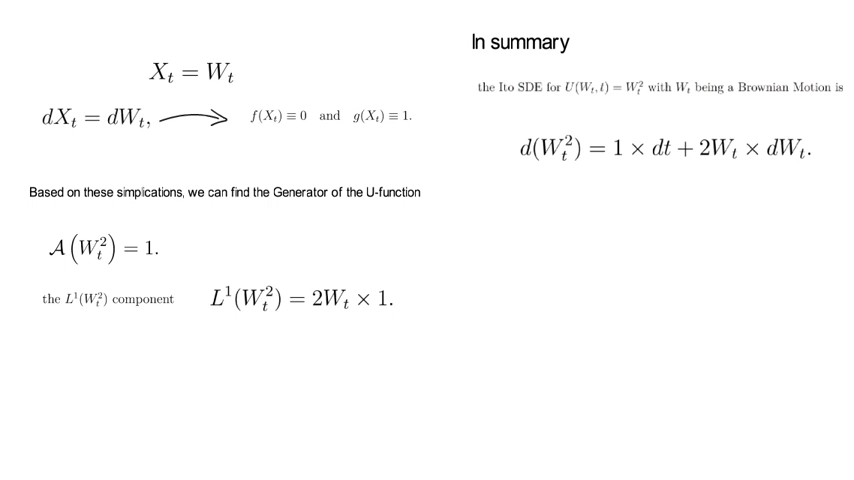 X_t = W_t
dX_t = dW_t, f(X_t) ≡ 0 and g(X_t) ≡ 1.
Based on these simpications, we can find the Generator of the U-function
𝒜(W_t^2) = 1.
the L^1(W_t^2) component L^1(W_t^2) = 2W_t × 1.
In summary
the Ito SDE for U(W_t, t) = W_t^2 with W_t being a Brownian Motion is
d(W_t^2) = 1 × dt + 2W_t × dW_t.